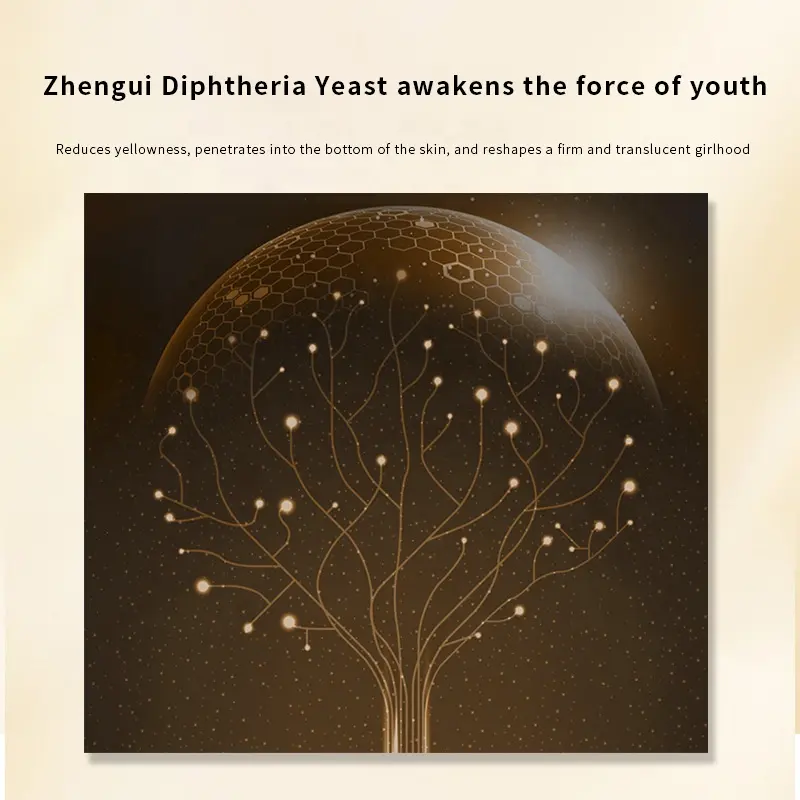 Zhengui Diphtheria Yeast awakens the force of youth
Reduces yellowness, penetrates into the bottom of the skin, and reshapes a firm and translucent girlhood